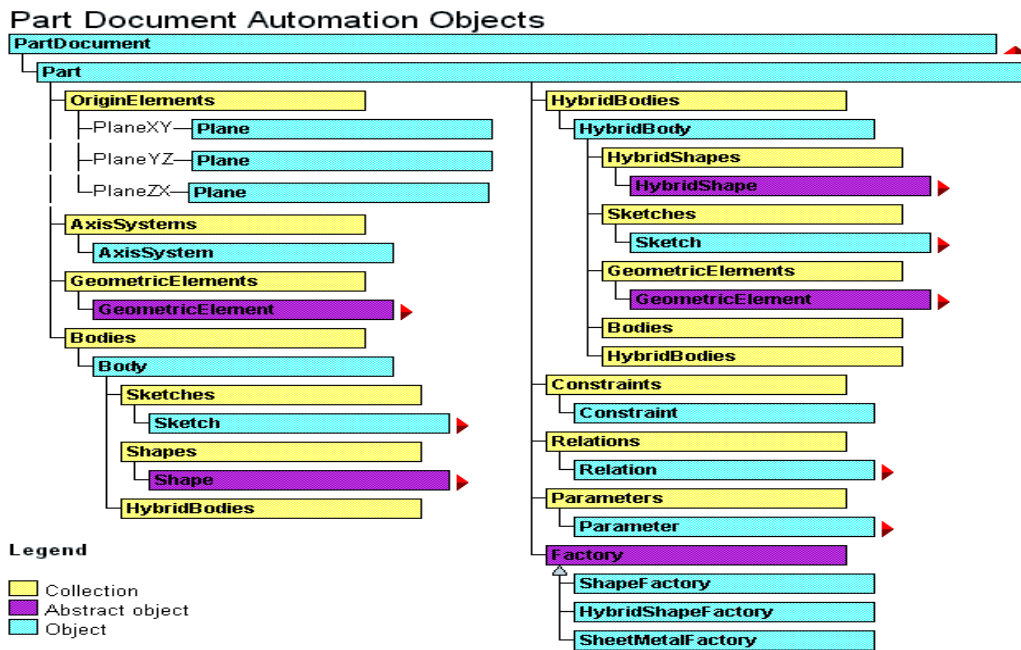 Part Document Automation Objects
PartDocument
Part
OriginElements
PlaneXY Plane
PlaneYZ Plane
PlaneZX Plane
AxisSystems
AxisSystem
GeometricElements
GeometricElement
Bodies
Body
Sketches
Sketch
Shapes
Shape
HybridBodies
HybridBodies
HybridBody
HybridShapes
HybridShape
Sketches
Sketch
GeometricElements
GeometricElement
Bodies
HybridBodies
Constraints
Constraint
Relations
Relation
Parameters
Parameter
Factory
ShapeFactory
HybridShapeFactory
SheetMetalFactory
Legend
Collection
Abstract object
Object